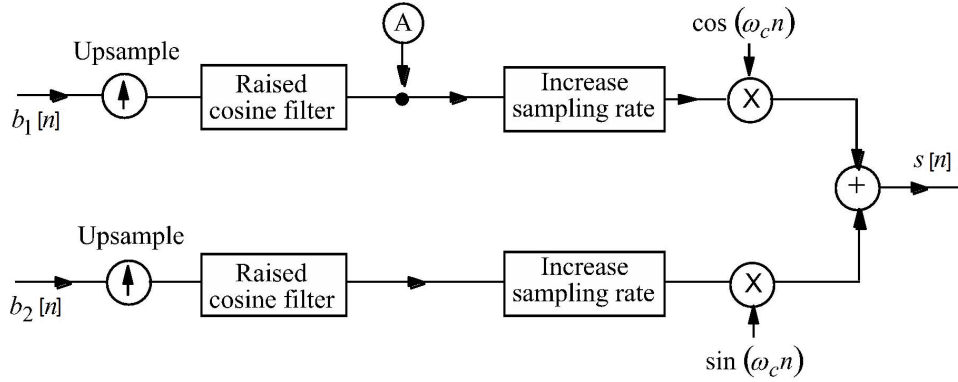 A
cos (ω_c n)
Upsample
Raised
cosine filter
Increase
sampling rate
X
b_1 [n]
s [n]
+
Upsample
Raised
cosine filter
Increase
sampling rate
X
b_2 [n]
sin (ω_c n)